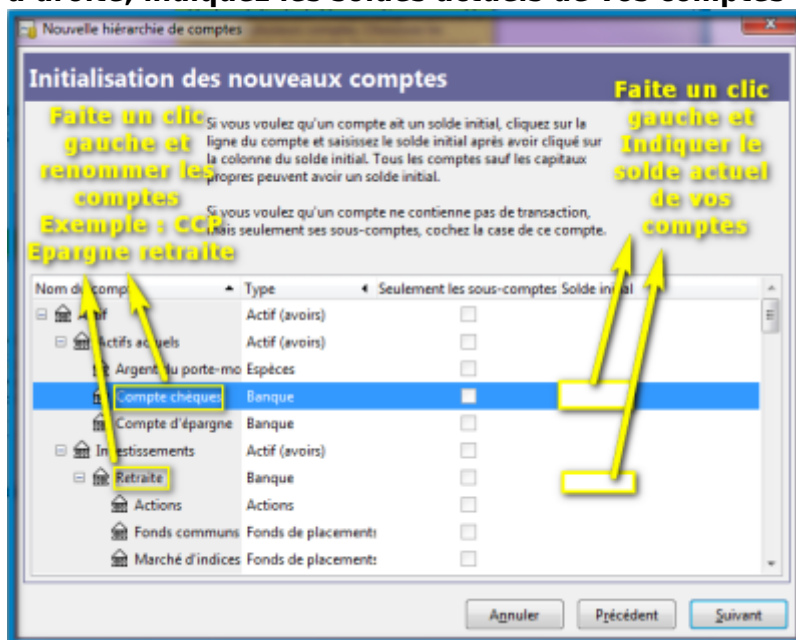 à droite, indiquez les soldes actuels de vos comptes
Nouvelle hiérarchie de comptes
Initialisation des nouveaux comptes
Faite un clic
gauche et
renommer les
comptes
Exemple : CCP
Epargne retraite
Si vous voulez qu'un compte ait un solde initial, cliquez sur la
ligne du compte et saisissez le solde initial après avoir cliqué sur
la colonne du solde initial. Tous les comptes sauf les capitaux
propres peuvent avoir un solde initial.
Si vous voulez qu'un compte ne contienne pas de transaction,
mais seulement ses sous-comptes, cochez la case de ce compte.
Faite un clic
gauche et
Indiquer le
solde actuel
de vos
comptes
Nom du compte Type Seulement les sous-comptes Solde initial
Actif Actif (avoirs)
Actifs actuels Actif (avoirs)
Argent du porte-mo Espèces
Compte chèques Banque
Compte d'épargne Banque
Investissements Actif (avoirs)
Retraite Banque
Actions Actions
Fonds communs Fonds de placements
Marché d'indices Fonds de placements
Annuler Précédent Suivant